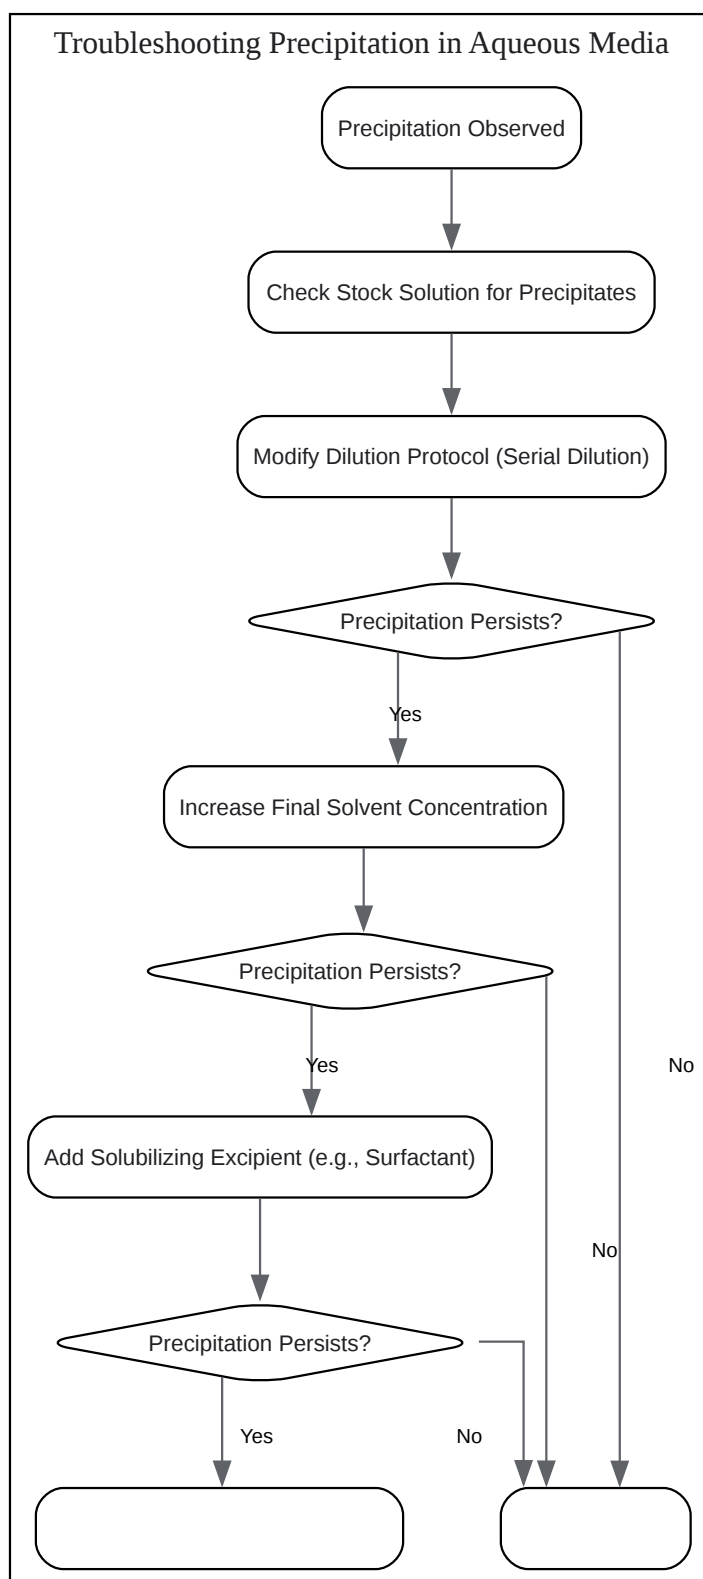 Troubleshooting Precipitation in Aqueous Media
Precipitation Observed
Check Stock Solution for Precipitates
Modify Dilution Protocol (Serial Dilution)
Precipitation Persists?
Yes
Increase Final Solvent Concentration
Precipitation Persists?
Yes
No
Add Solubilizing Excipient (e.g., Surfactant)
No
Precipitation Persists?
Yes
No